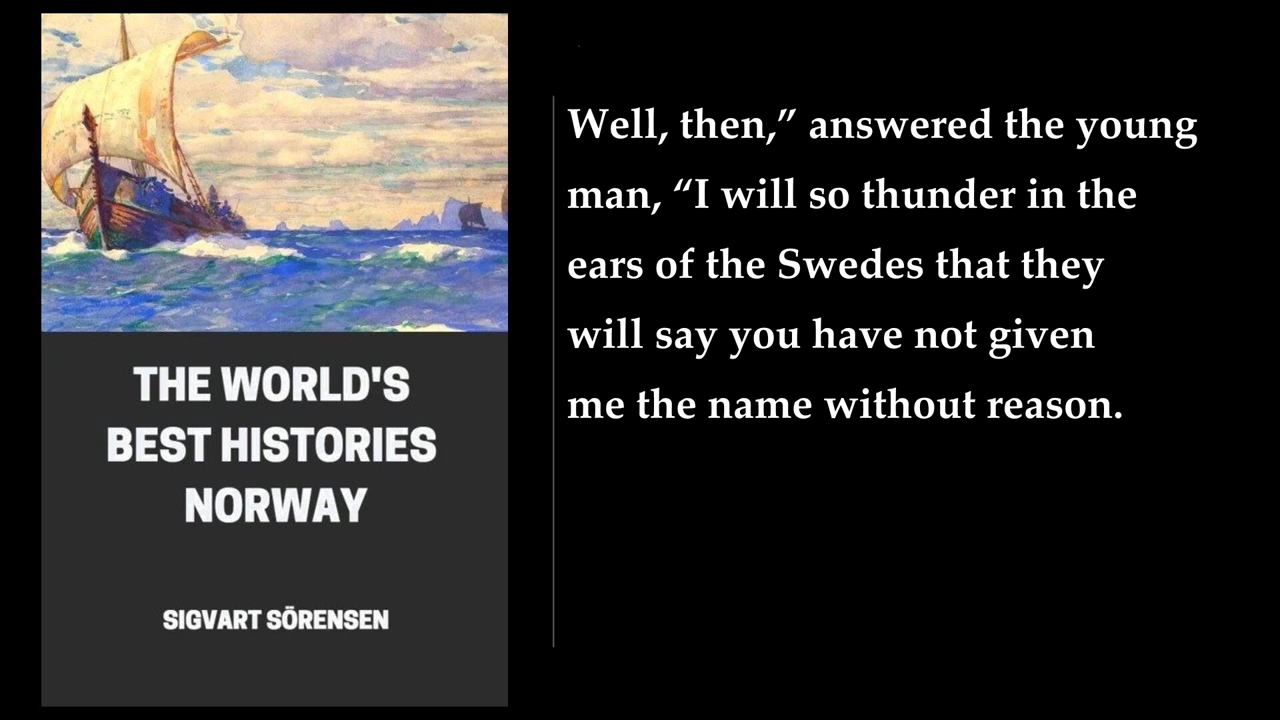 THE WORLD'S
BEST HISTORIES
NORWAY
SIGVART SÖRENSEN
Well, then,” answered the young
man, “I will so thunder in the
ears of the Swedes that they
will say you have not given
me the name without reason.